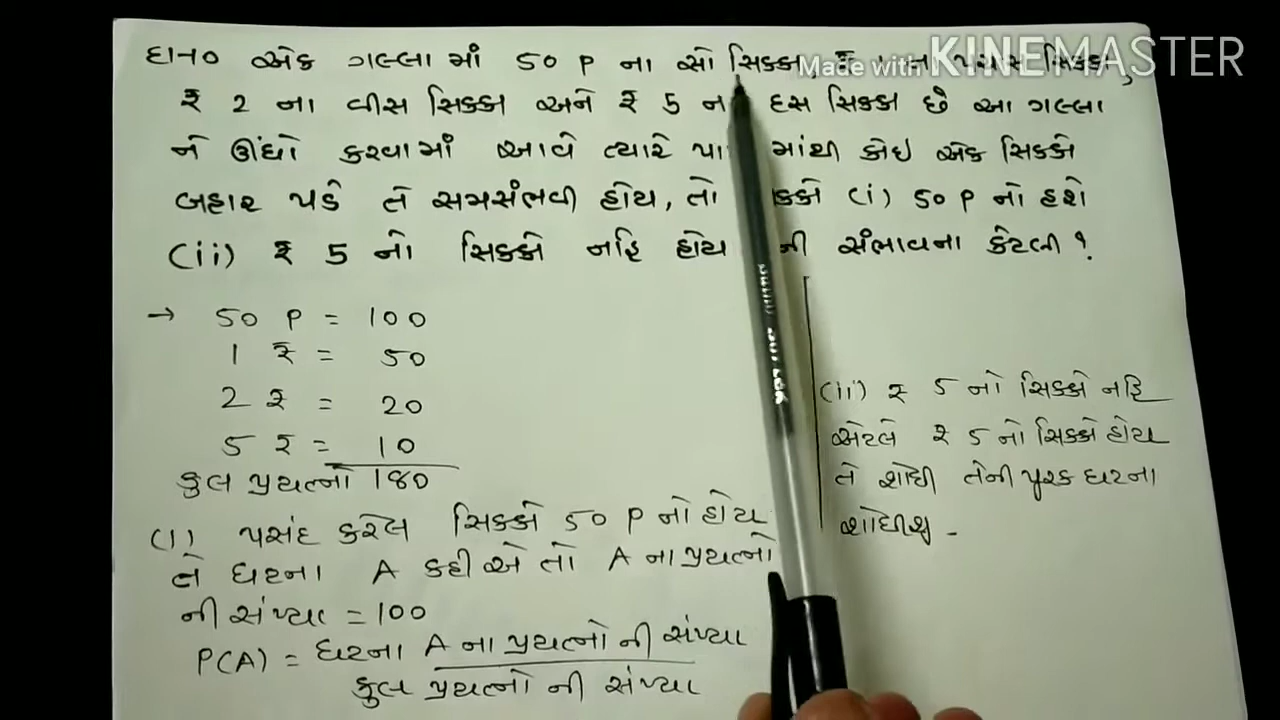 દા-૧૦ એક ગલ્લા માં 50 P ના સો સિક્કા, ₹ સિક્કા,
Made with KINEMASTER
₹ 2 ના વીસ સિક્કા અને ₹ 5 ના દસ સિક્કા છે આ ગલ્લા
ને ઊંધો કરવામાં આવે ત્યારે માંથી કોઇ એક સિક્કો
બહાર પડે તે સમસંભવી હોય, તો (i) 50 P નો હશે
(ii) ₹ 5 નો સિક્કો નહિ હોય ની સંભાવના કેટલી ?
→ 50 P = 100
1 ₹ = 50
2 ₹ = 20
5 ₹ = 10
કુલ પ્રયત્નો 180
(1) પસંદ કરેલ સિક્કો 50 P નો હોય
તે ઘટના A કહીએ તો A ના પ્રયત્નો
ની સંખ્યા = 100
P(A) = ઘટના A ના પ્રયત્નો ની સંખ્યા
કુલ પ્રયત્નો ની સંખ્યા
(ii) ₹ 5 નો સિક્કો નહિ
એટલે ₹ 5 નો સિક્કો હોય
તે શોધી તેની પૂરક ઘટના
શોધીશુ -